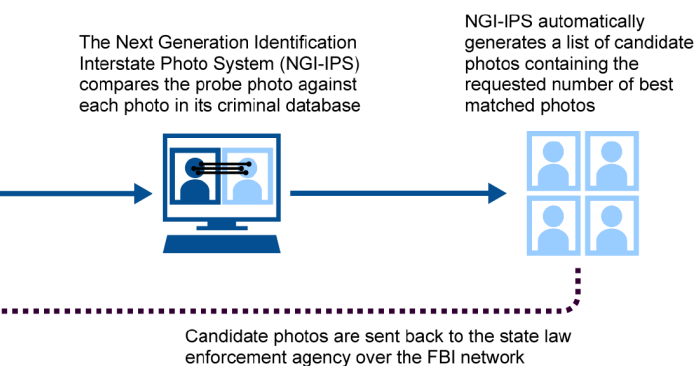 The Next Generation Identification
Interstate Photo System (NGI-IPS)
compares the probe photo against
each photo in its criminal database
NGI-IPS automatically
generates a list of candidate
photos containing the
requested number of best
matched photos
Candidate photos are sent back to the state law
enforcement agency over the FBI network